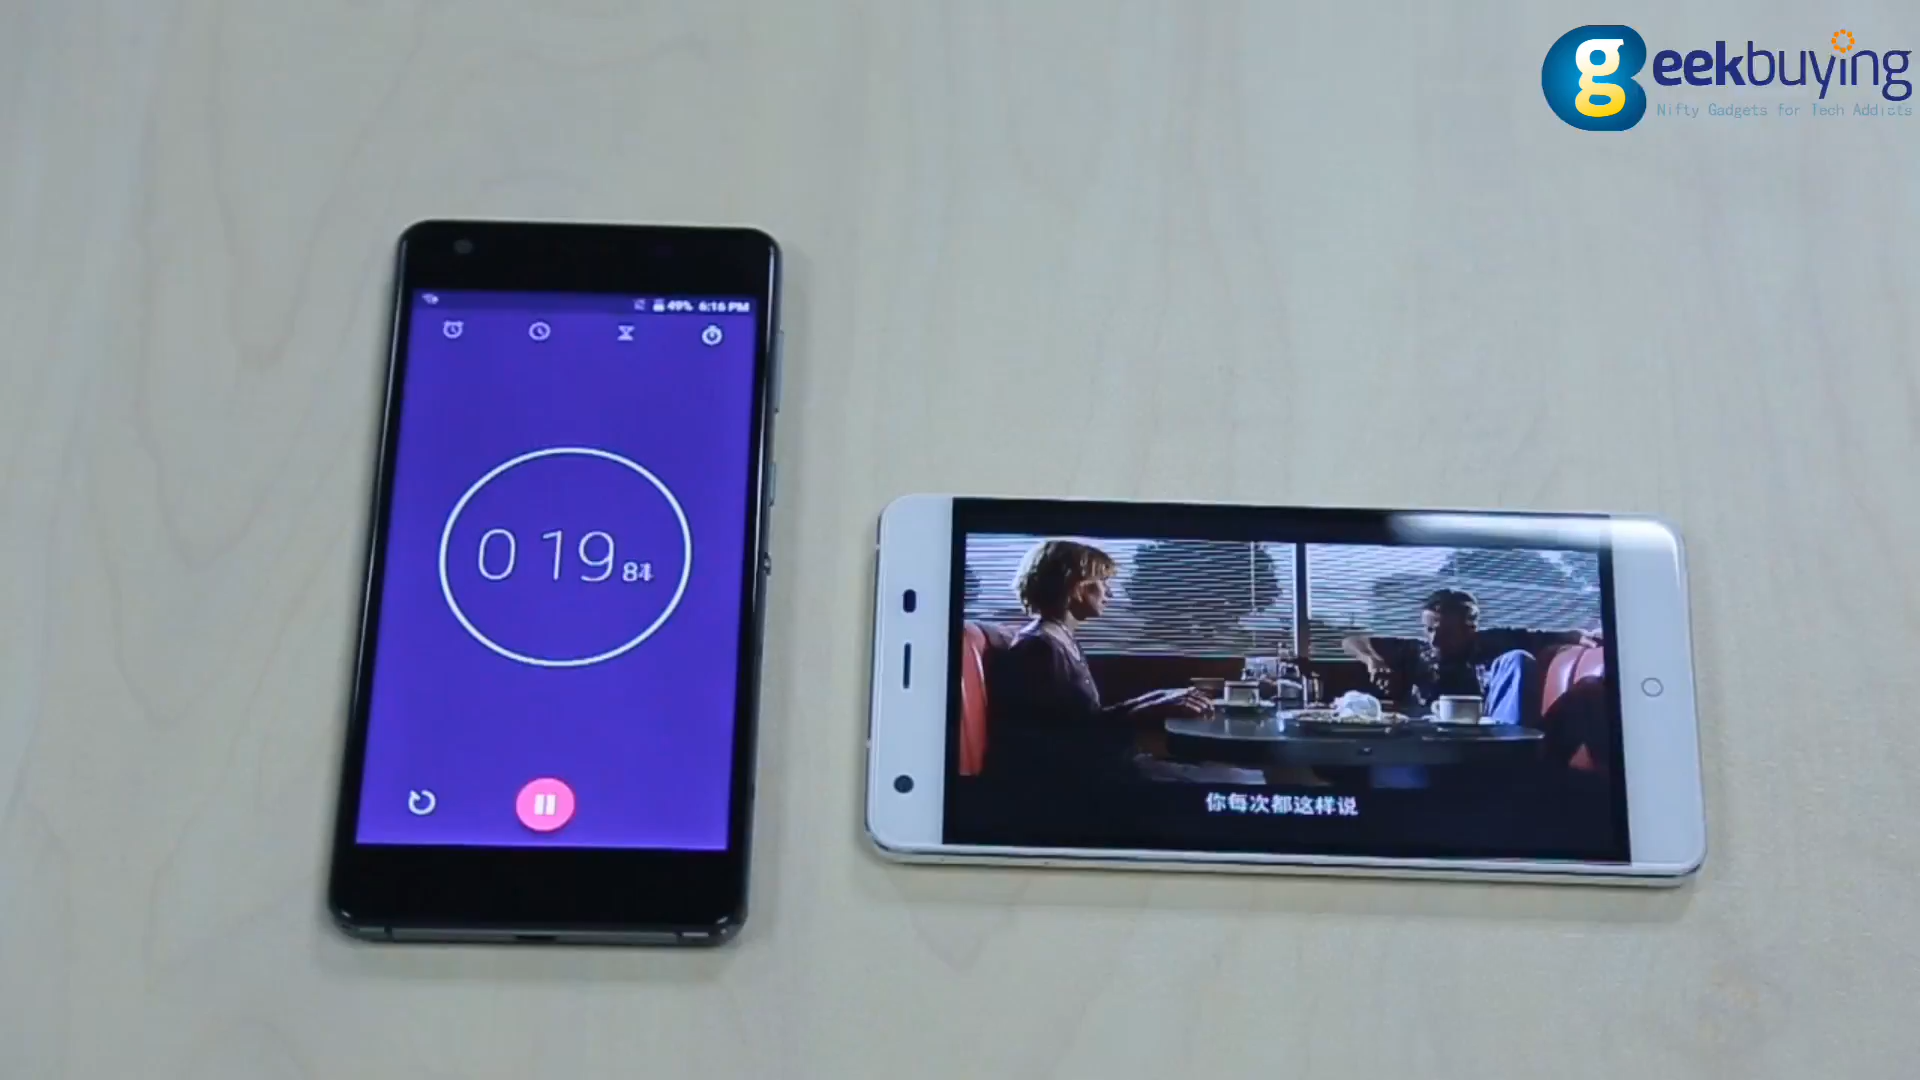 geekbuying
Nifty Gadgets for Tech Addicts
49% 6:16 PM
0 19 84
你每次都这样说